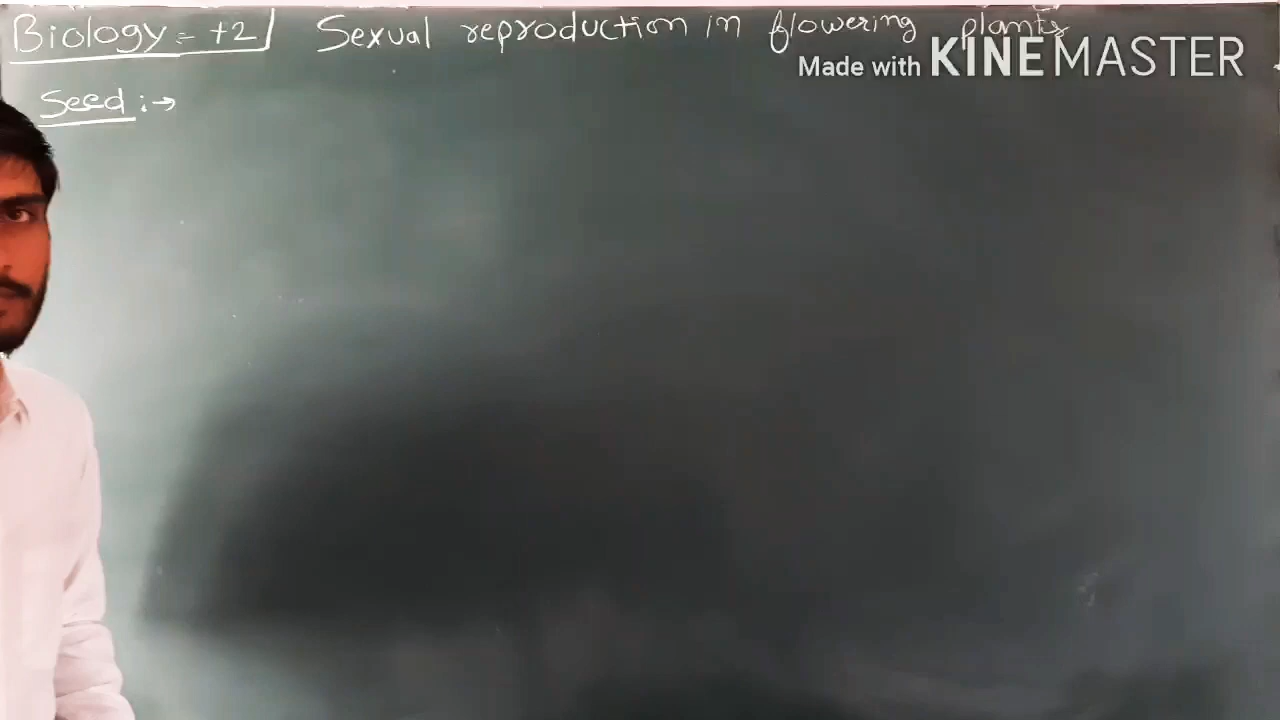 Biology = +2 Sexual reproduction in flowering plants
Made with KINEMASTER
Seed :→